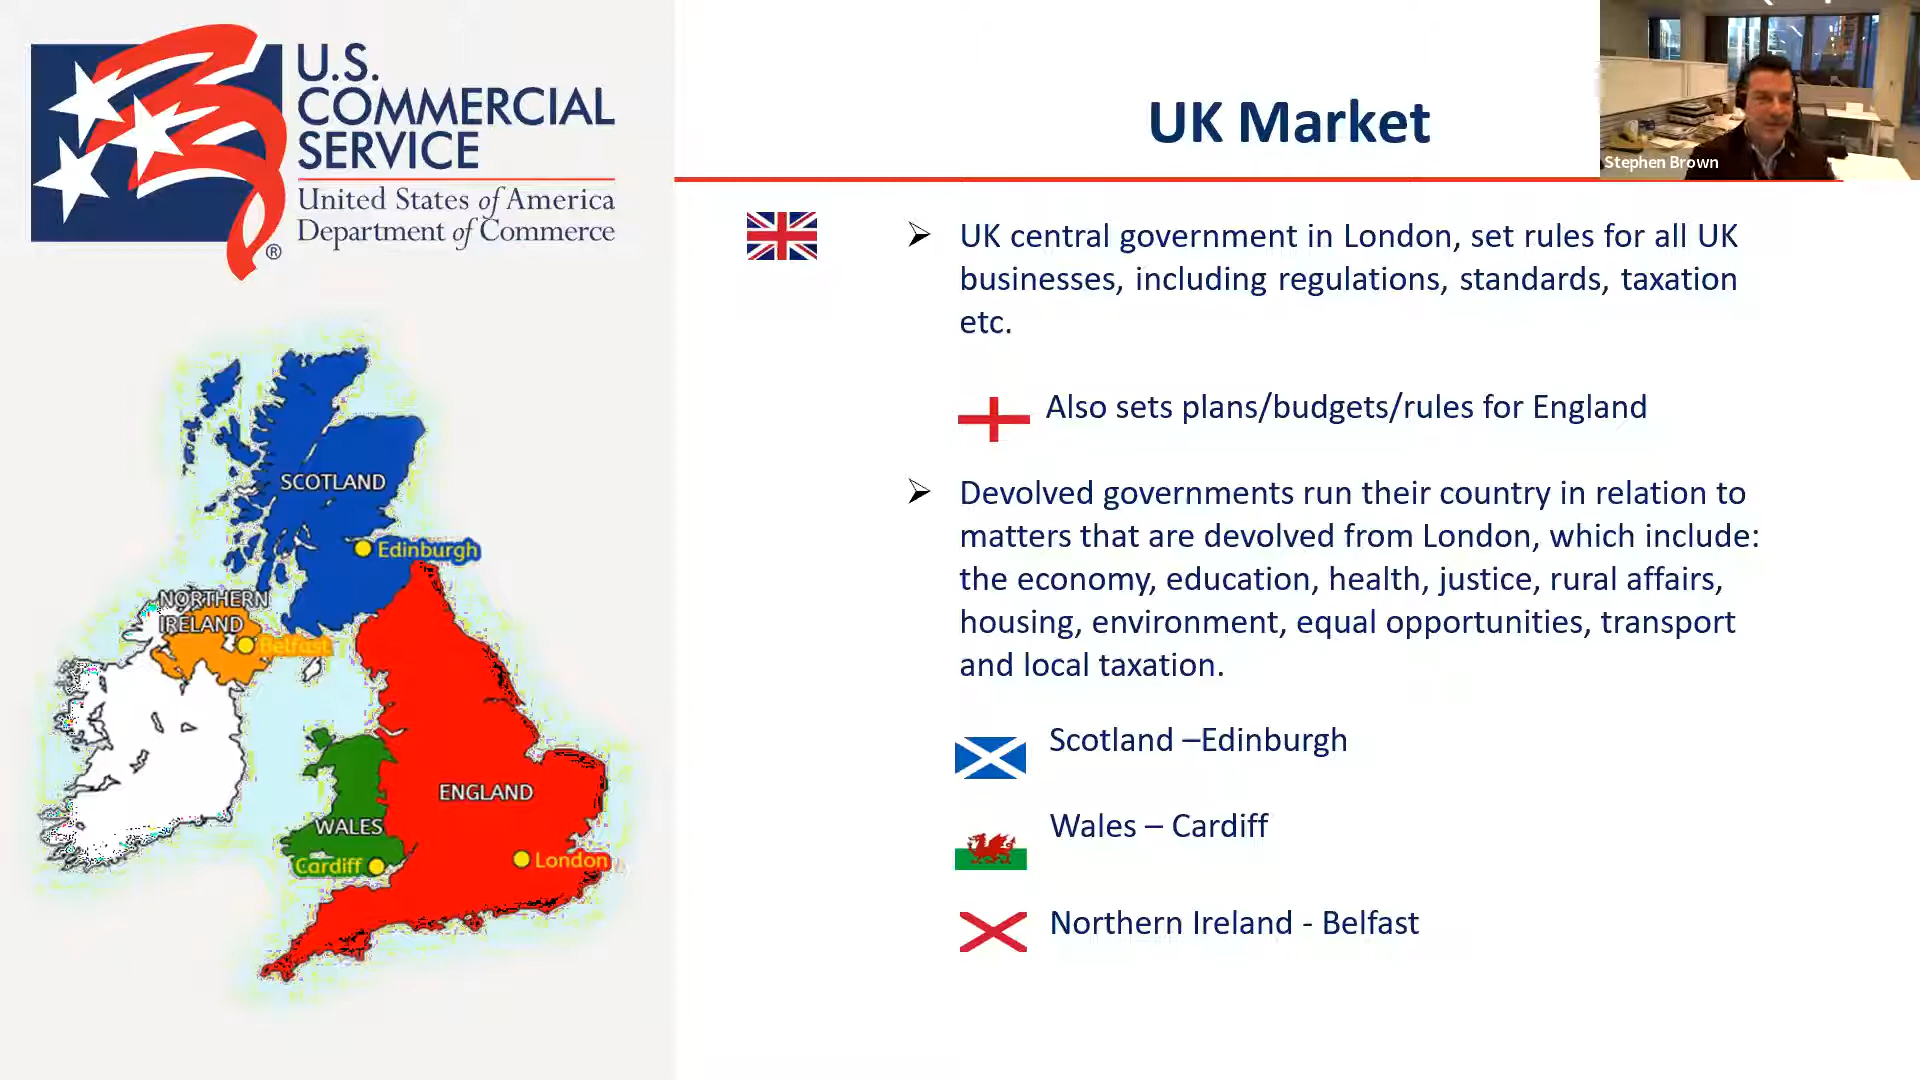 U.S.
COMMERCIAL
SERVICE
United States of America
Department of Commerce
®
UK Market
Stephen Brown
➢ UK central government in London, set rules for all UK
businesses, including regulations, standards, taxation
etc.
Also sets plans/budgets/rules for England
➢ Devolved governments run their country in relation to
matters that are devolved from London, which include:
the economy, education, health, justice, rural affairs,
housing, environment, equal opportunities, transport
and local taxation.
Scotland –Edinburgh
Wales – Cardiff
Northern Ireland - Belfast
SCOTLAND
Edinburgh
NORTHERN
IRELAND
Belfast
ENGLAND
WALES
Cardiff
London